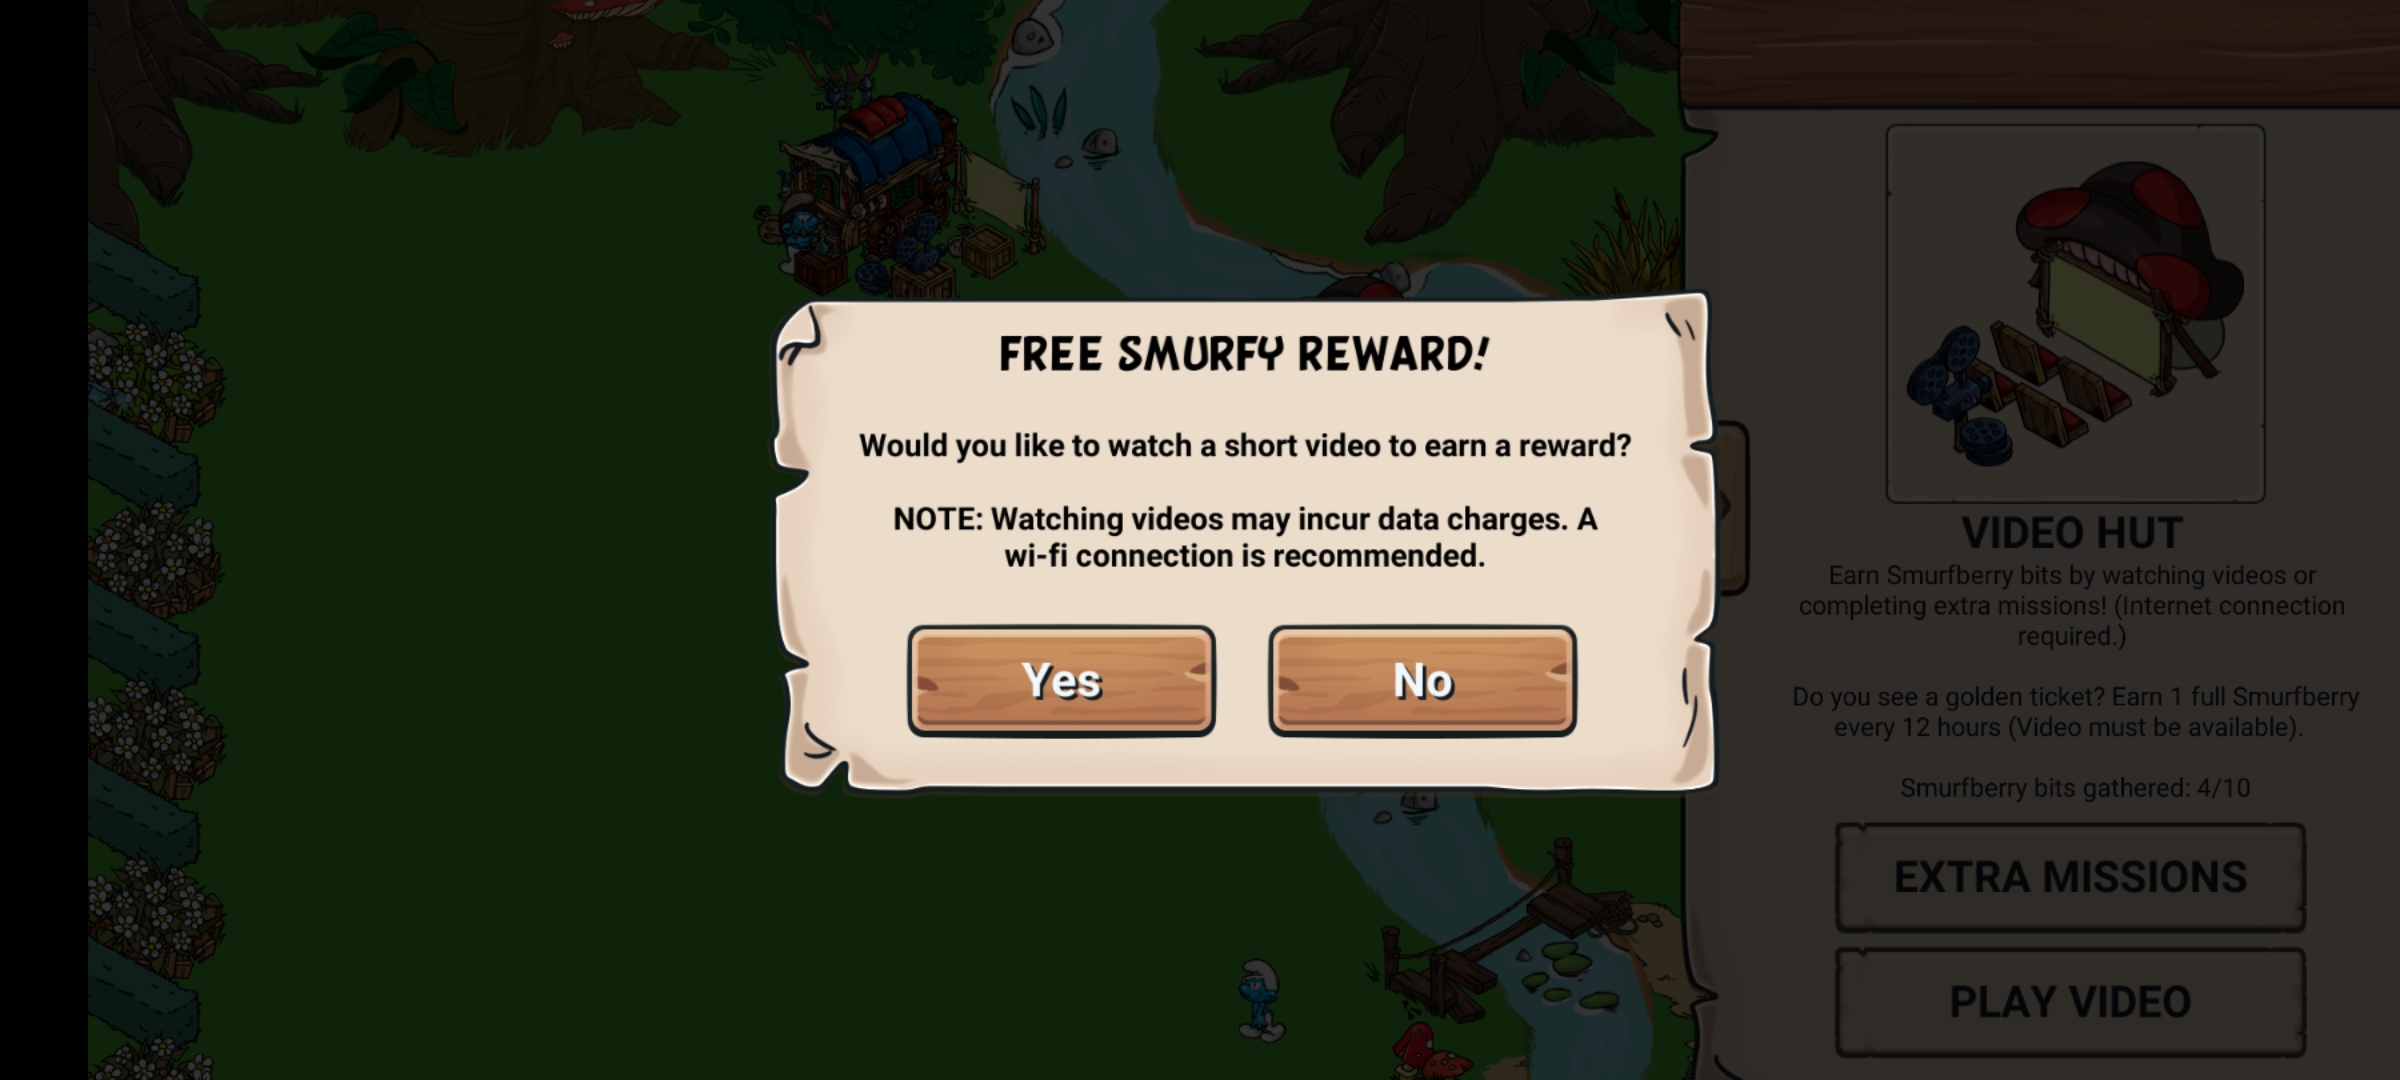 FREE SMURFY REWARD!
Would you like to watch a short video to earn a reward?
NOTE: Watching videos may incur data charges. A
wi-fi connection is recommended.
Yes
No
VIDEO HUT
Earn Smurfberry bits by watching videos or
completing extra missions! (Internet connection
required.)
Do you see a golden ticket? Earn 1 full Smurfberry
every 12 hours (Video must be available).
Smurfberry bits gathered: 4/10
EXTRA MISSIONS
PLAY VIDEO